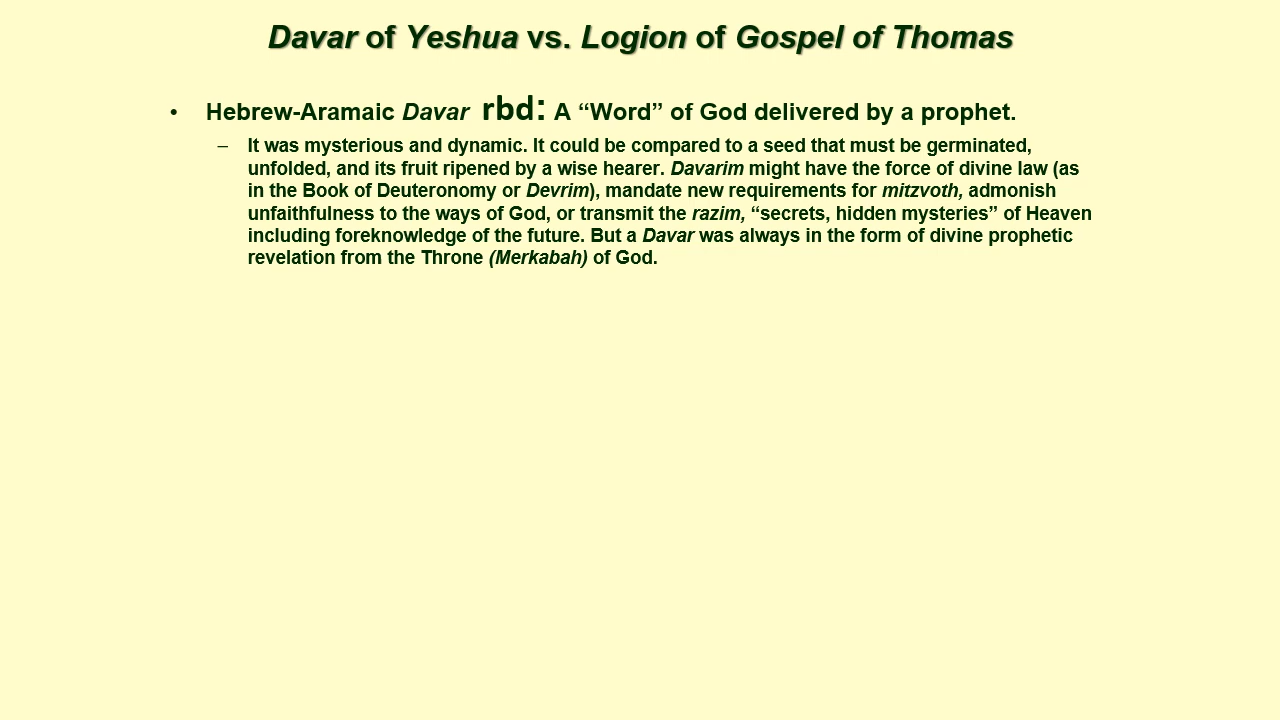 Davar of Yeshua vs. Logion of Gospel of Thomas
• Hebrew-Aramaic Davar rbd: A “Word” of God delivered by a prophet.
– It was mysterious and dynamic. It could be compared to a seed that must be germinated,
unfolded, and its fruit ripened by a wise hearer. Davarim might have the force of divine law (as
in the Book of Deuteronomy or Devrim), mandate new requirements for mitzvoth, admonish
unfaithfulness to the ways of God, or transmit the razim, “secrets, hidden mysteries” of Heaven
including foreknowledge of the future. But a Davar was always in the form of divine prophetic
revelation from the Throne (Merkabah) of God.